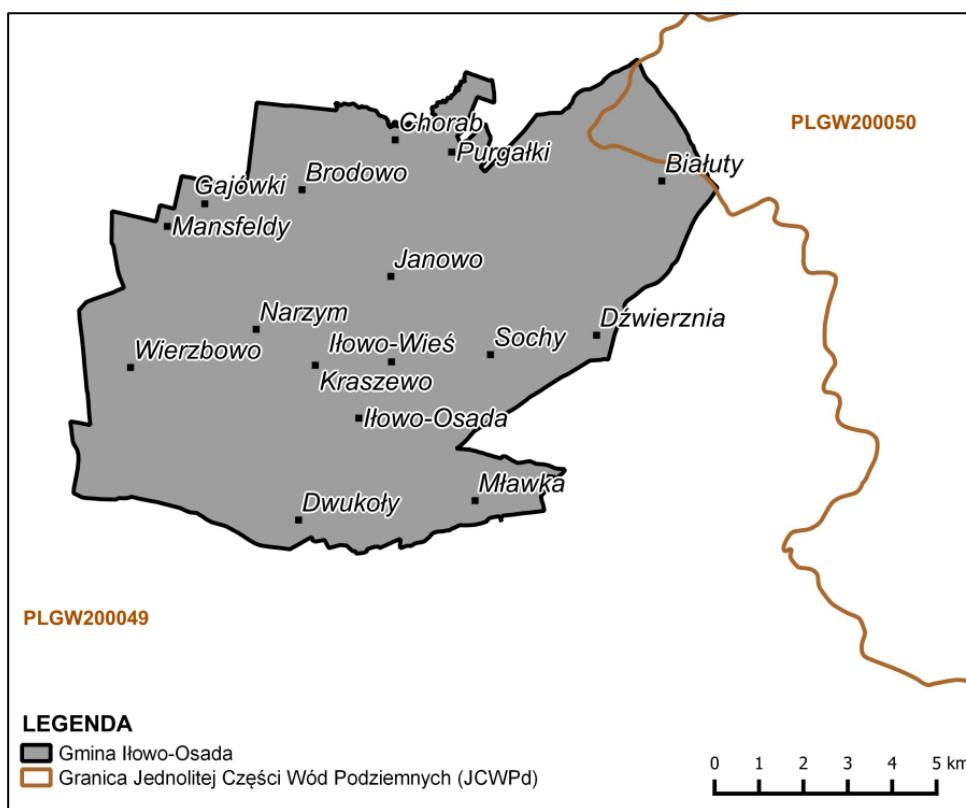 PLGW200050
Chorab
Purgałki
Białuty
Brodowo
Gajówki
Mansfeldy
Janowo
Narzym
Dźwierznia
Iłowo-Wieś
Sochy
Wierzbowo
Kraszewo
Iłowo-Osada
Mławka
Dwukoły
PLGW200049
LEGENDA
Gmina Iłowo-Osada
Granica Jednolitej Części Wód Podziemnych (JCWPd)
0 1 2 3 4 5 km